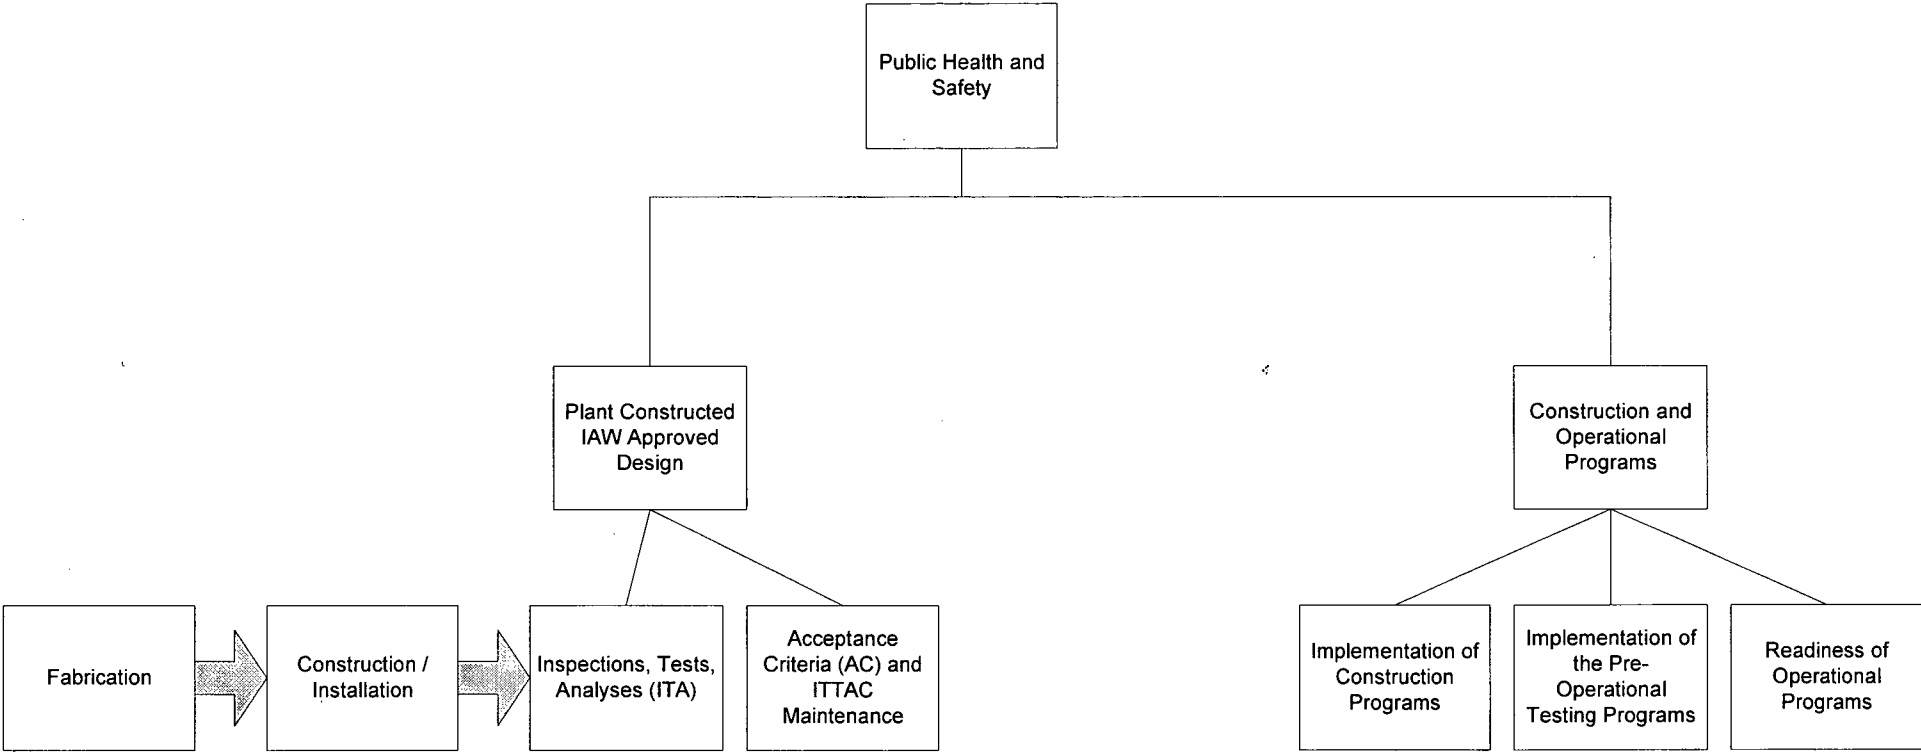 Public Health and
Safety
Plant Constructed
IAW Approved
Design
Construction and
Operational
Programs
Fabrication
Construction /
Installation
Inspections, Tests,
Analyses (ITA)
Acceptance
Criteria (AC) and
ITTAC
Maintenance
Implementation of
Construction
Programs
Implementation of
the Pre-
Operational
Testing Programs
Readiness of
Operational
Programs